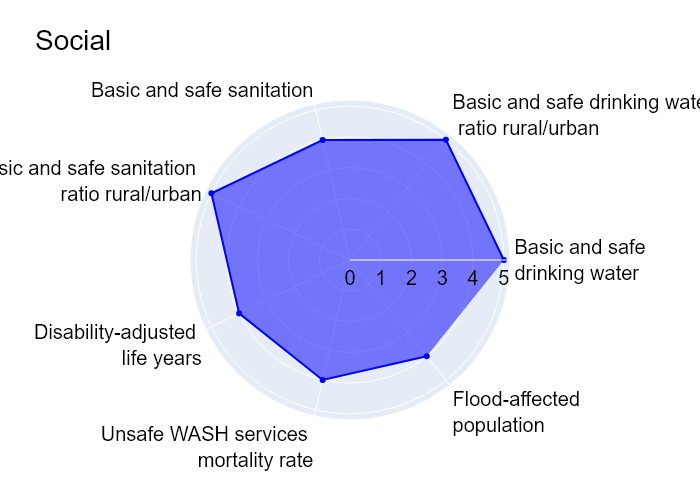 Social
Basic and safe sanitation
Basic and safe drinking
ratio rural/urban
and safe sanitation
ratio rural/urban
Basic and safe
drinking water
0 1 2 3 4 5
Disability-adjusted
life years
Flood-affected
population
Unsafe WASH services
mortality rate